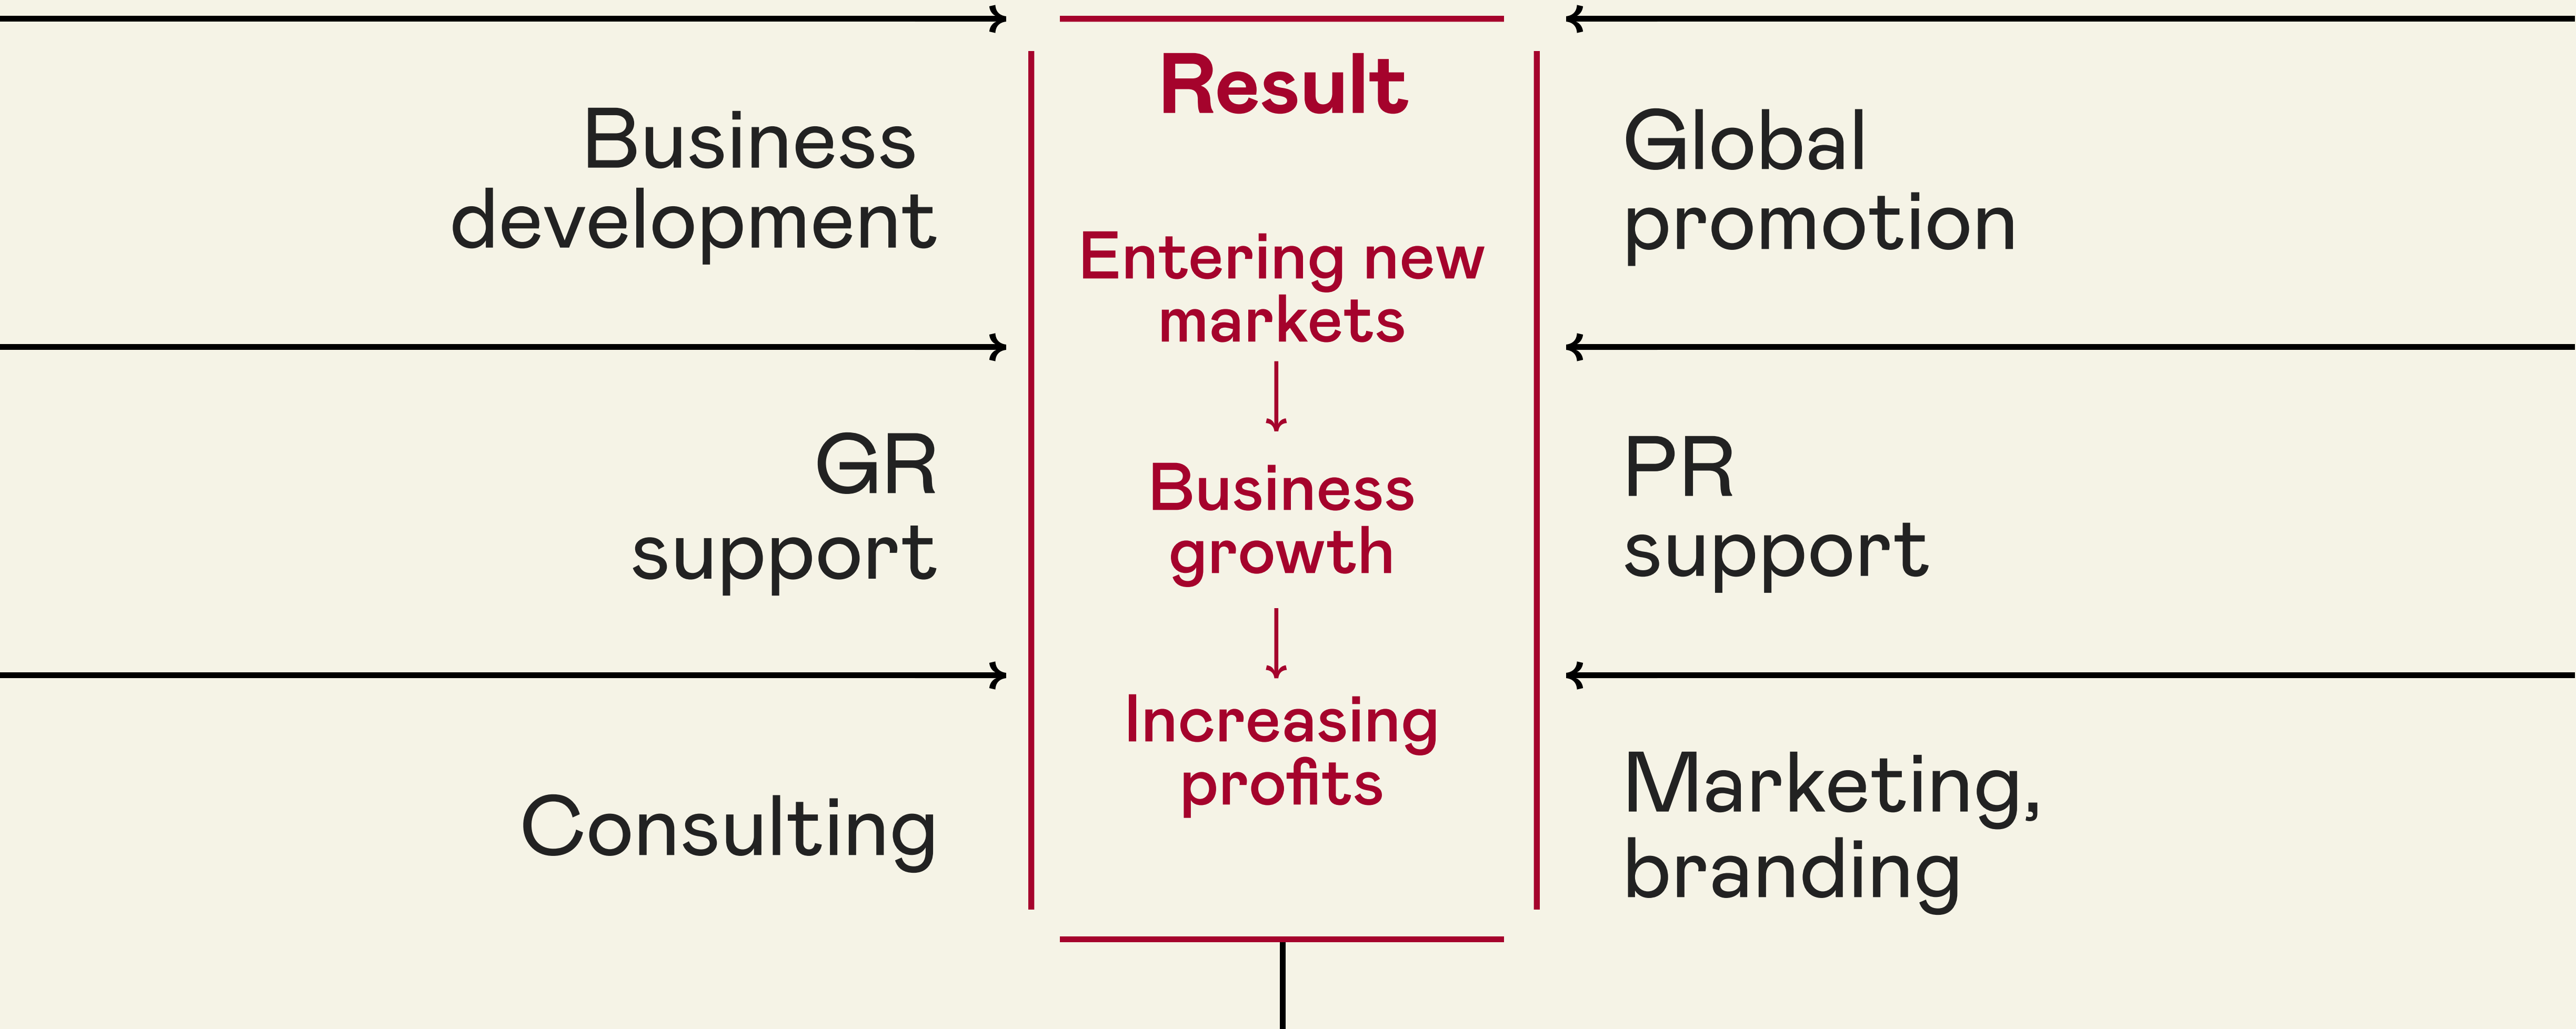 Business
development
GR
support
Consulting
Result
Entering new
markets
Business
growth
Increasing
profits
Global
promotion
PR
support
Marketing,
branding